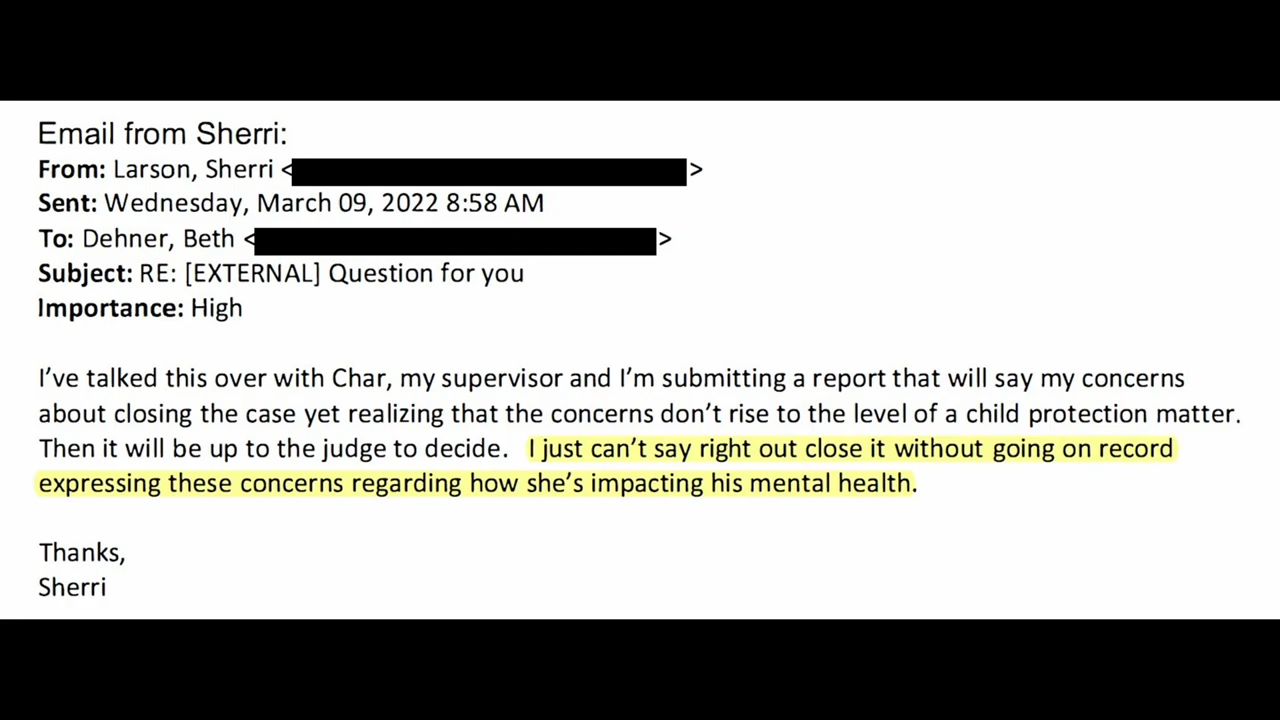 Email from Sherri:
From: Larson, Sherri < >
Sent: Wednesday, March 09, 2022 8:58 AM
To: Dehner, Beth < >
Subject: RE: [EXTERNAL] Question for you
Importance: High
I’ve talked this over with Char, my supervisor and I’m submitting a report that will say my concerns
about closing the case yet realizing that the concerns don’t rise to the level of a child protection matter.
Then it will be up to the judge to decide. I just can’t say right out close it without going on record
expressing these concerns regarding how she’s impacting his mental health.
Thanks,
Sherri